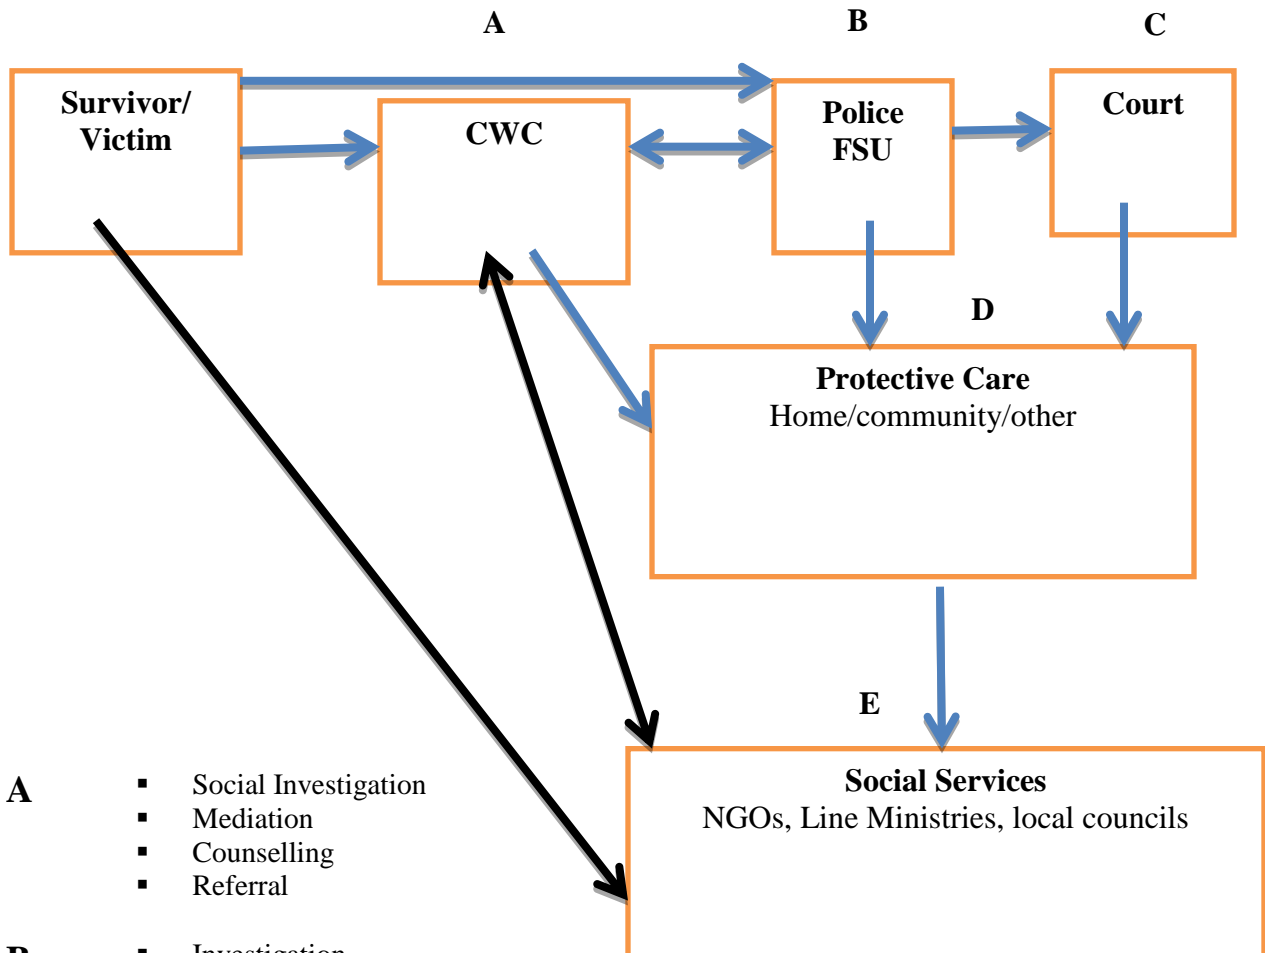 A
B
C
Survivor/
Victim
CWC
Police
FSU
Court
D
Protective Care
Home/community/other
E
Social Services
NGOs, Line Ministries, local councils
A
▪ Social Investigation
▪ Mediation
▪ Counselling
▪ Referral
B
▪ Investigation